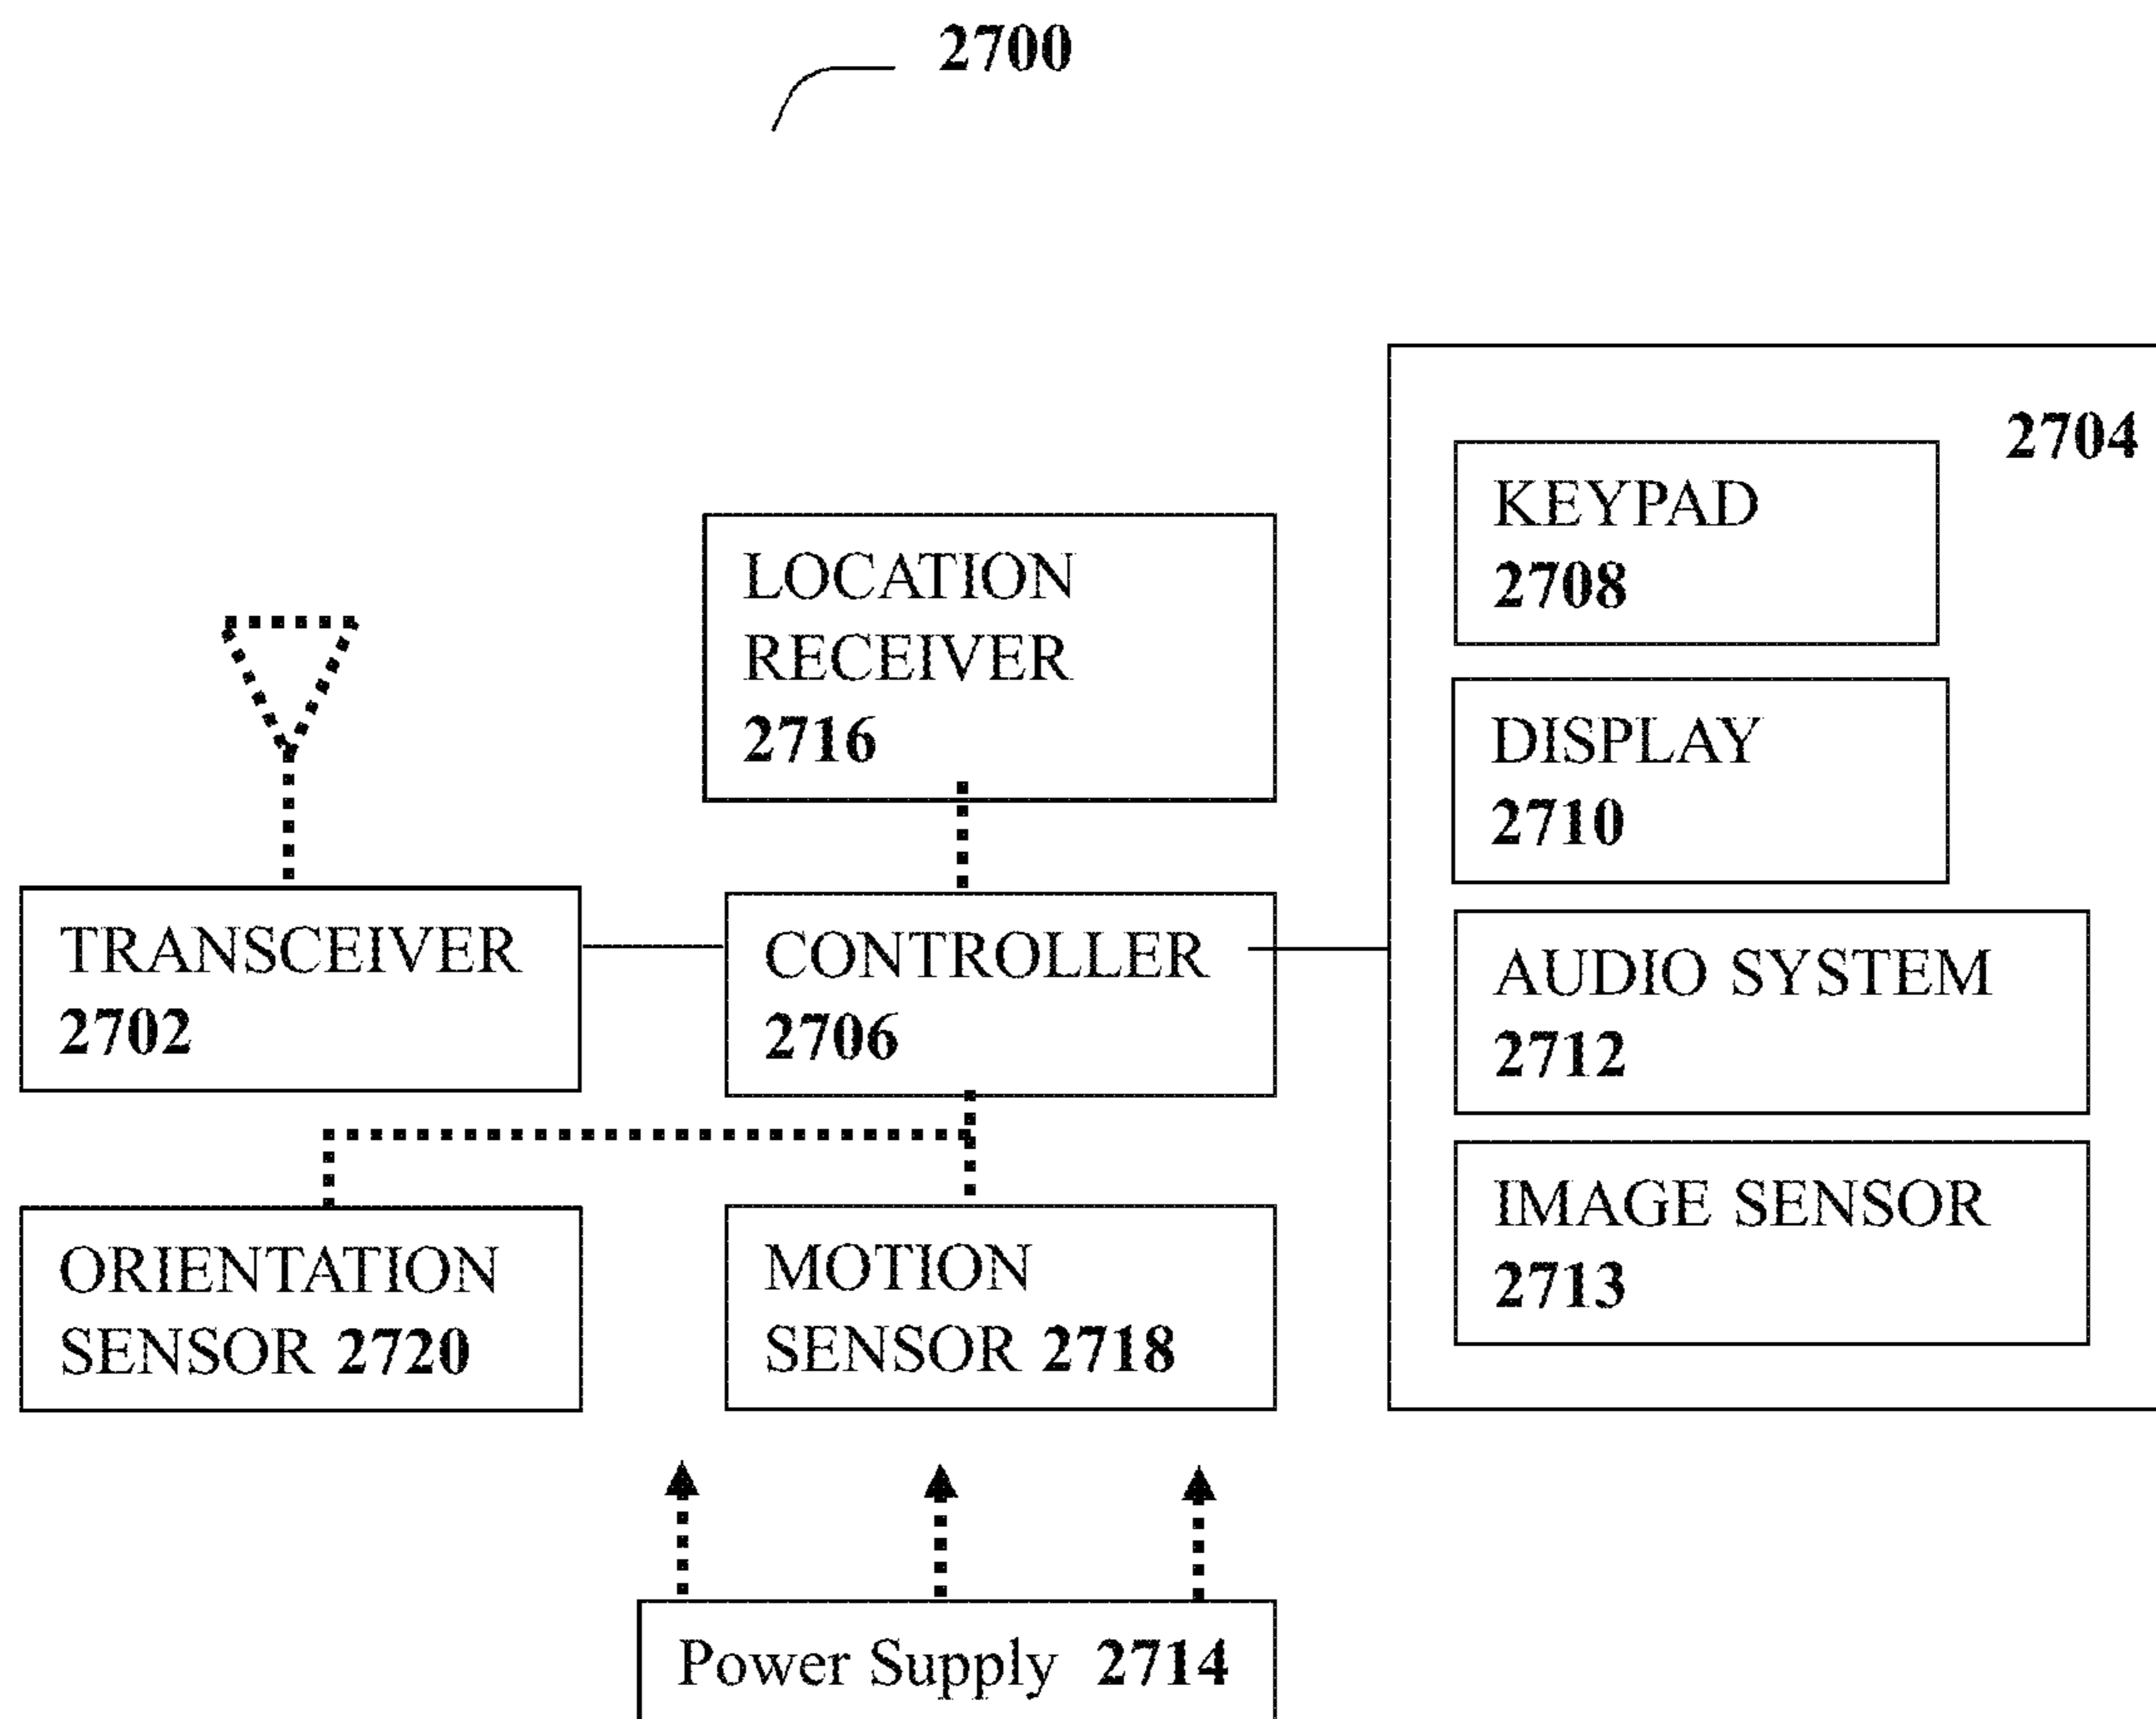 2700
2704
KEYPAD
2708
LOCATION
RECEIVER
2716
DISPLAY
2710
TRANSCEIVER
2702
CONTROLLER
2706
AUDIO SYSTEM
2712
IMAGE SENSOR
2713
ORIENTATION
SENSOR 2720
MOTION
SENSOR 2718
Power Supply 2714